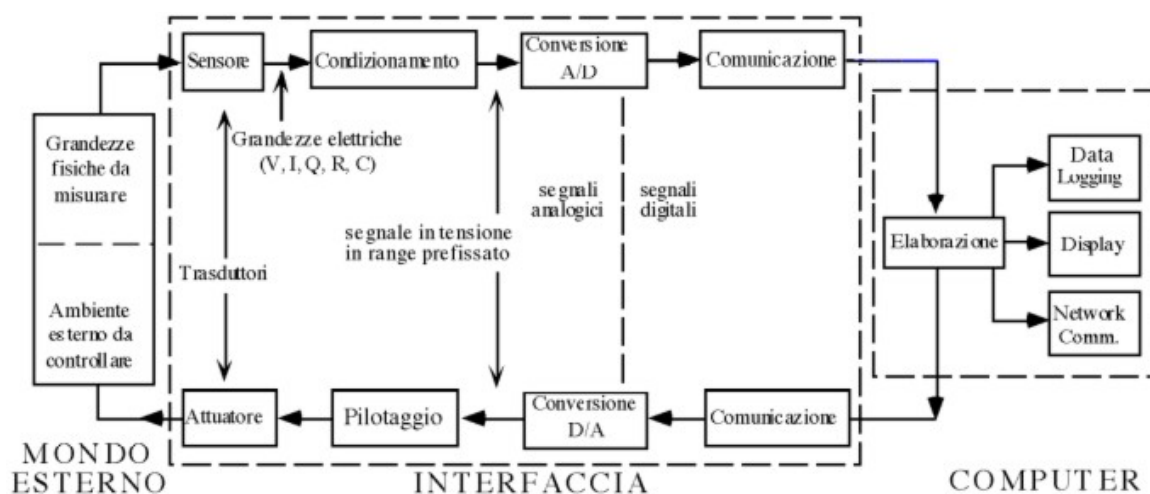 Sensore
Condizionamento
Conversione
A/D
Comunicazione
Grandezze
fisiche da
misurare
Grandezze elettriche
(V, I, Q, R, C)
segnali
analogici
segnali
digitali
Data
Logging
Elaborazione
Display
segnale in tensione
in range prefissato
Trasduttori
Ambiente
esterno da
controllare
Network
Comm.
Attuatore
Pilotaggio
Conversione
D/A
Comunicazione
MONDO
ESTERNO
INTERFACCIA
COMPUTER